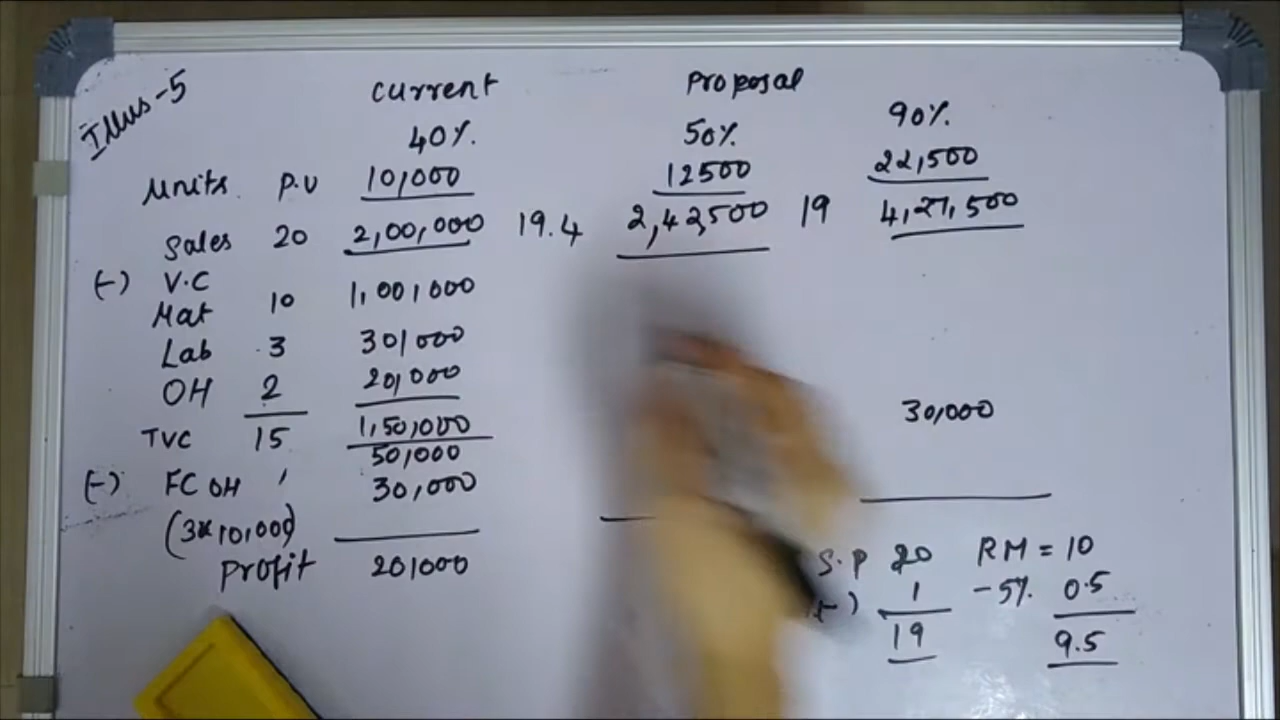 Illus-5
Current Proposal
40% 50% 90%
Units P.U 10,000 12500 22,500
Sales 20 2,00,000 19.4 2,42,500 19 4,27,500
(-) V.C
Mat 10 1,00,000
Lab 3 30,000
OH 2 20,000 30,000
TVC 15 1,50,000
50,000
(-) FC OH 30,000
(3x10,000)
Profit 20,000
S.P 20 RM = 10
1 -5% 0.5
19 9.5